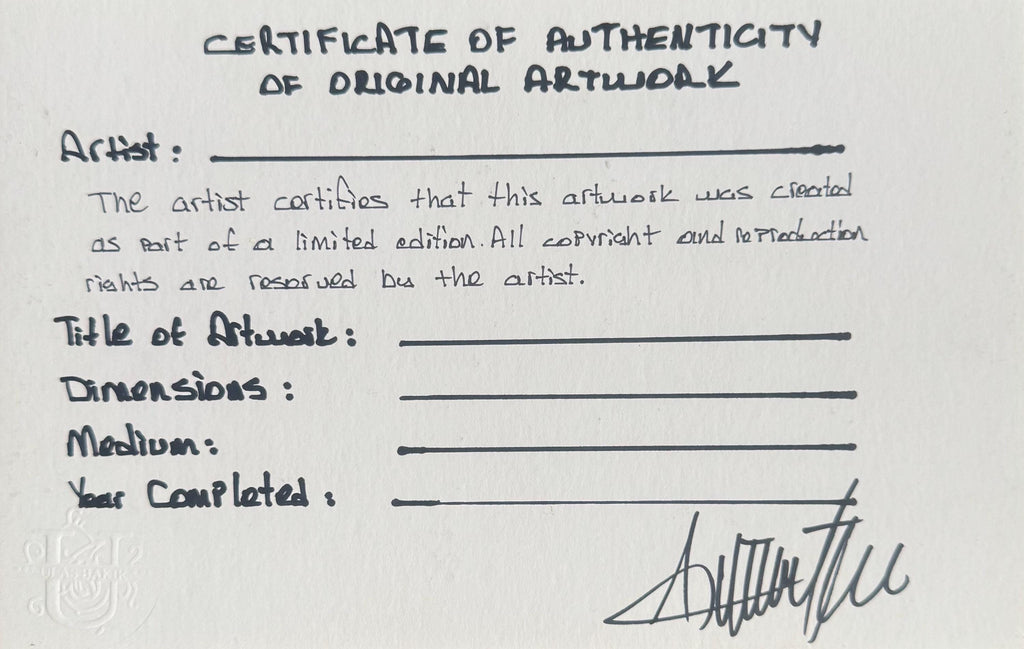 CERTIFICATE OF AUTHENTICITY
OF ORIGINAL ARTWORK
Artist:
The artist certifies that this artwork was created
as part of a limited edition. All copyright and reproduction
rights are reserved by the artist.
Title of Artwork:
Dimensions:
Medium:
Year Completed: